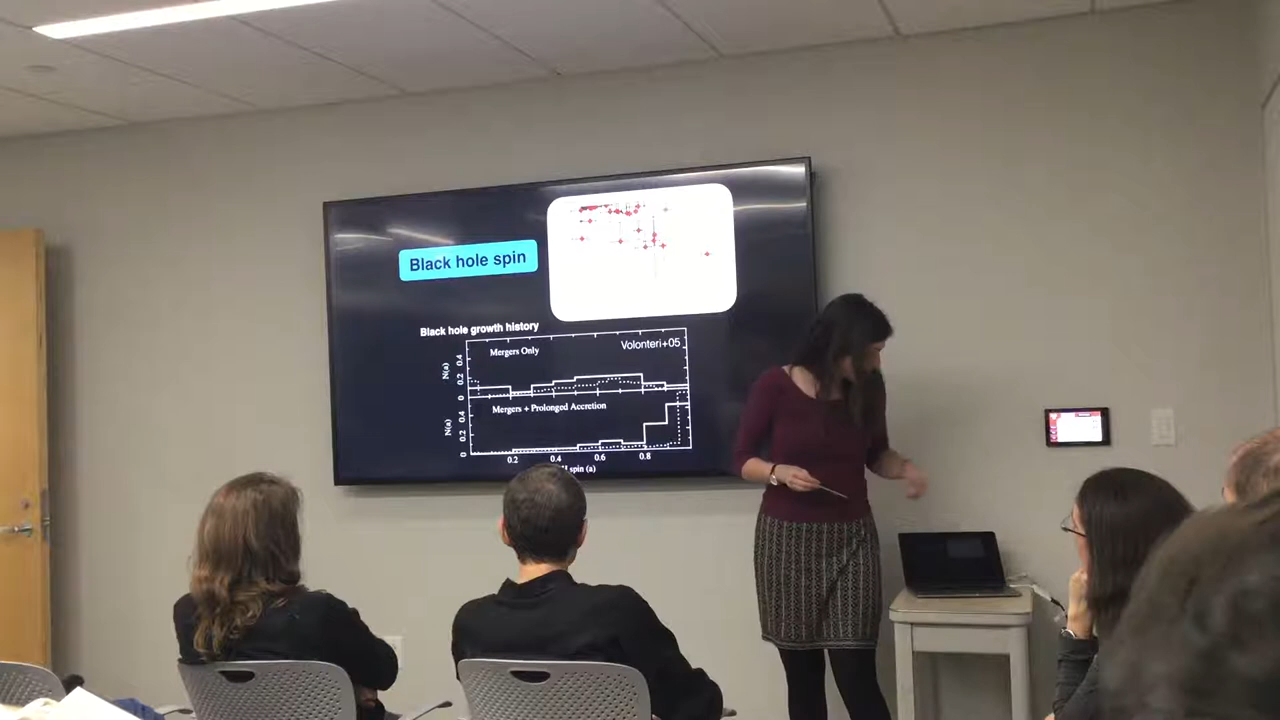 Black hole spin
Black hole growth history
Mergers Only
Volonteri+05
N(a)
0.4
0.2
0
Mergers + Prolonged Accretion
N(a)
0.4
0.2
0
0.2 0.4 0.6 0.8
spin (a)